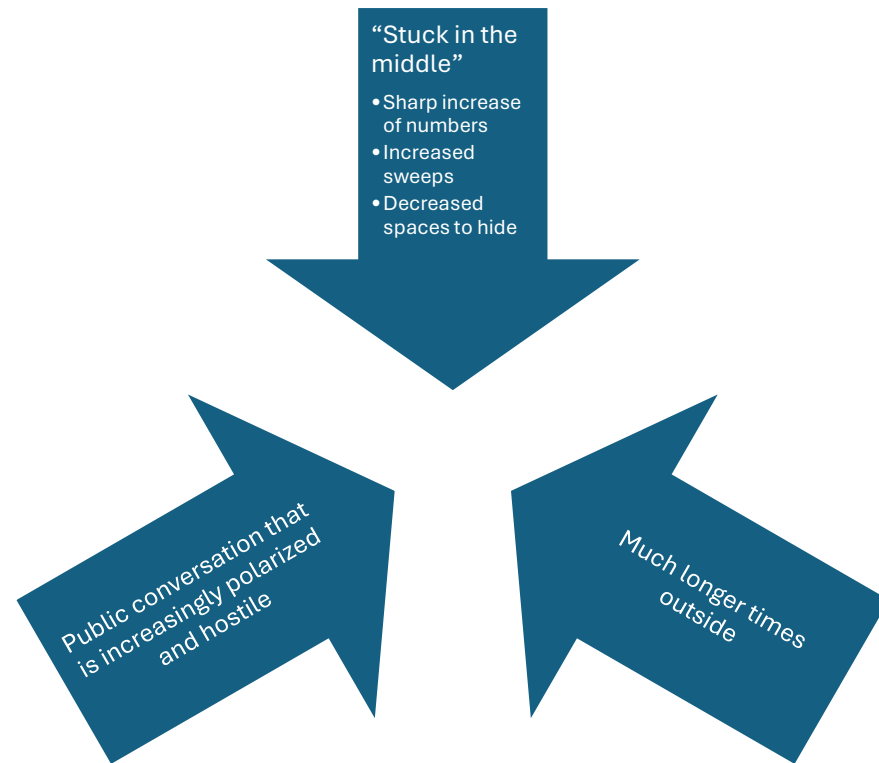 “Stuck in the
middle”
•Sharp increase
of numbers
•Increased
sweeps
•Decreased
spaces to hide
Public conversation that
is increasingly polarized
and hostile
Much longer times
outside